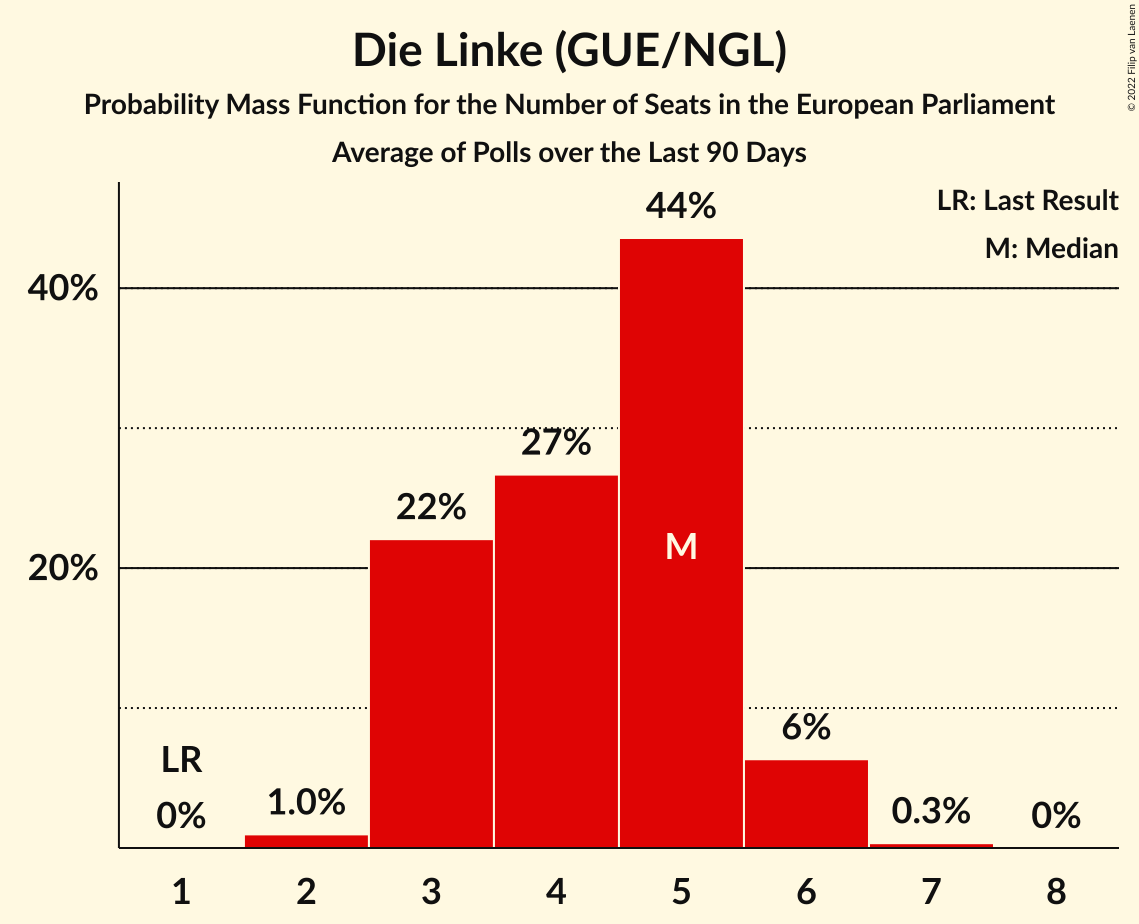 Die Linke (GUE/NGL)
Probability Mass Function for the Number of Seats in the European Parliament
Average of Polls over the Last 90 Days
© 2022 Filip van Laenen
LR: Last Result
M: Median
44%
40%
27%
22%
M
20%
6%
LR
0%
1.0%
0.3%
0%
1 2 3 4 5 6 7 8